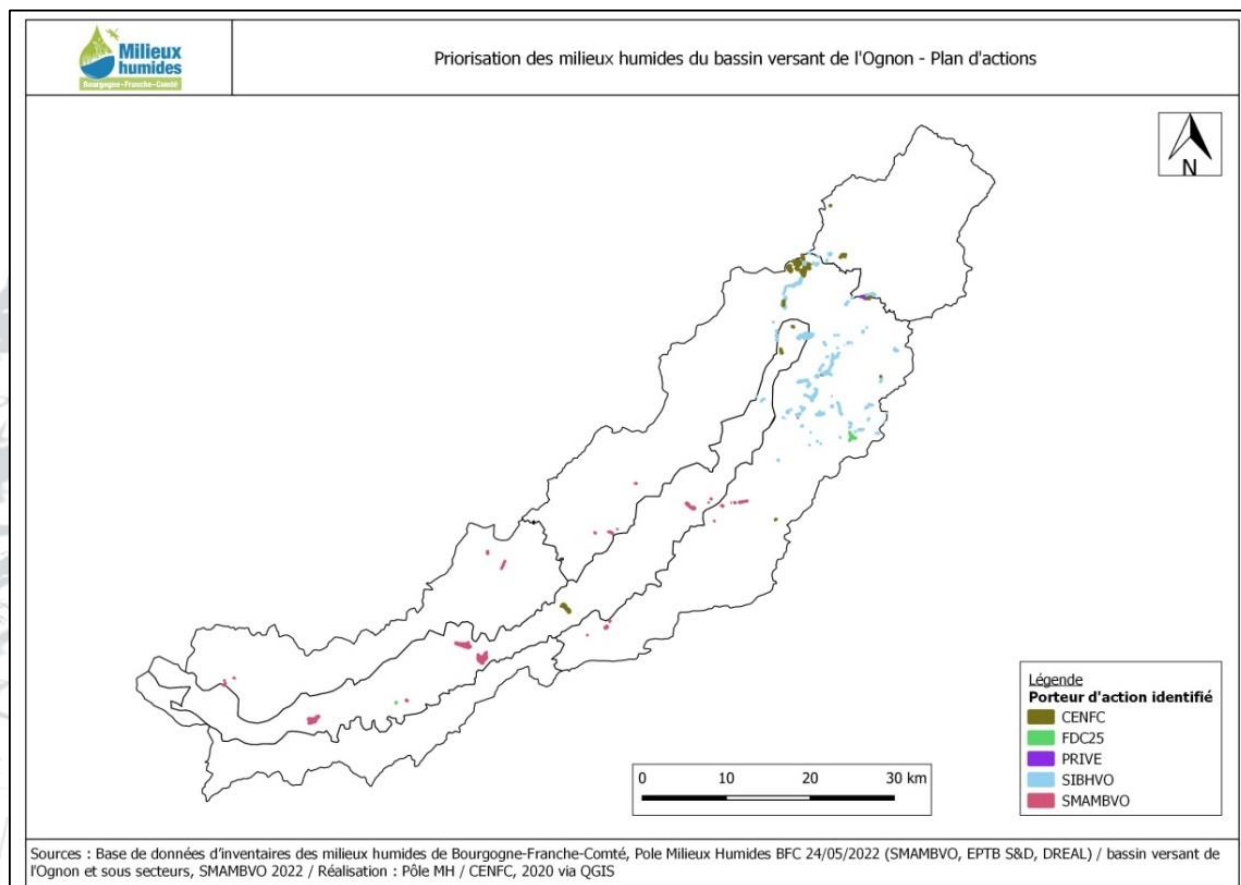 Milieux
humides
Bourgogne-Franche-Comté
Priorisation des milieux humides du bassin versant de l'Ognon - Plan d'actions
N
Légende
Porteur d'action identifié
CENFC
FDC25
PRIVE
SIBHVO
SMAMBVO
0 10 20 30 km
Sources : Base de données d'inventaires des milieux humides de Bourgogne-Franche-Comté, Pole Milieux Humides BFC 24/05/2022 (SMAMBVO, EPTB S&D, DREAL) / bassin versant de
l'Ognon et sous secteurs, SMAMBVO 2022 / Réalisation : Pôle MH / CENFC, 2020 via QGIS